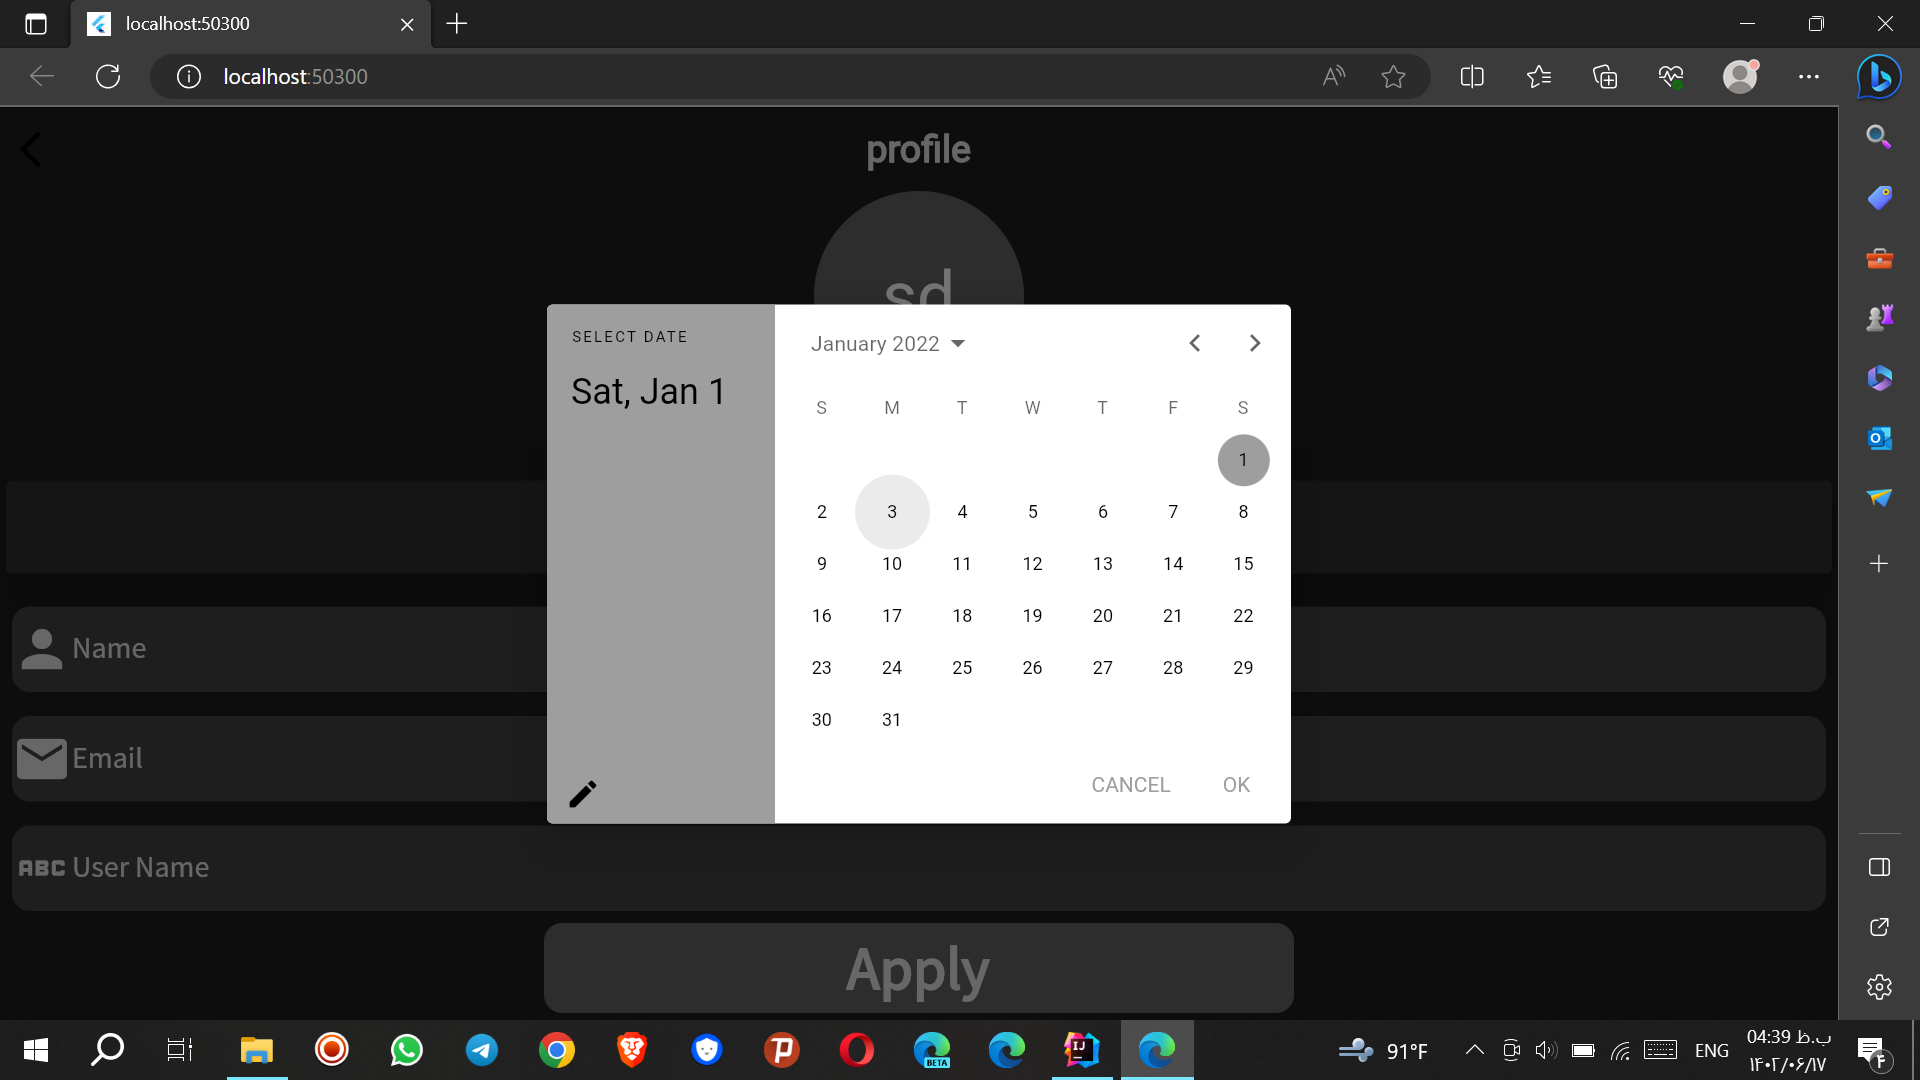 localhost:50300
localhost:50300
profile
sd
SELECT DATE
Sat, Jan 1
January 2022
S M T W T F S
1
2 3 4 5 6 7 8
9 10 11 12 13 14 15
16 17 18 19 20 21 22
23 24 25 26 27 28 29
30 31
CANCEL OK
Name
Email
ABC User Name
Apply
BETA
91°F
ENG
04:39 ب.ظ
۱۴۰۲/۰۶/۱۷
۴